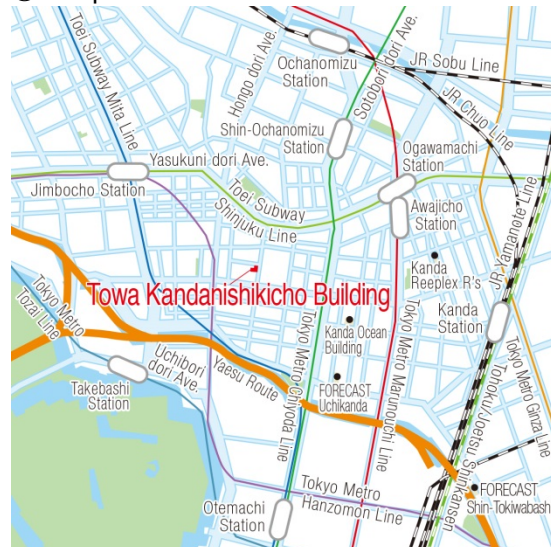 Ochanomizu
Station
JR Sobu Line
Sotobori dori Ave.
Hongo dori Ave.
Toei Subway Mita Line
JR Chuo Line
Shin-Ochanomizu
Station
Ogawamachi
Station
Yasukuni dori Ave.
Jimbocho Station
Toei Subway
Shinjuku Line
Awajicho
Station
JR Yamanote Line
Kanda
Reeplex R's
Towa Kandanishikicho Building
Kanda
Station
Tokyo Metro
Tozai Line
Kanda Ocean
Building
Uchibori
dori Ave.
Yaesu Route
Tokyo Metro Chiyoda Line
Tokyo Metro Marunouchi Line
Tokyo Metro Ginza Line
Tohoku/Joetsu Shinkansen
Takebashi
Station
FORECAST
Uchikanda
Tokyo Metro
Hanzomon Line
FORECAST
Shin-Tokiwabash
Otemachi
Station